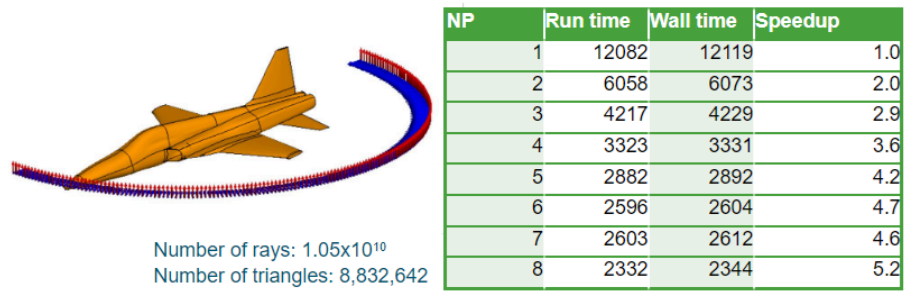 NP Run time Wall time Speedup
1 12082 12119 1.0
2 6058 6073 2.0
3 4217 4229 2.9
4 3323 3331 3.6
5 2882 2892 4.2
6 2596 2604 4.7
7 2603 2612 4.6
8 2332 2344 5.2
Number of rays: 1.05x10¹⁰
Number of triangles: 8,832,642